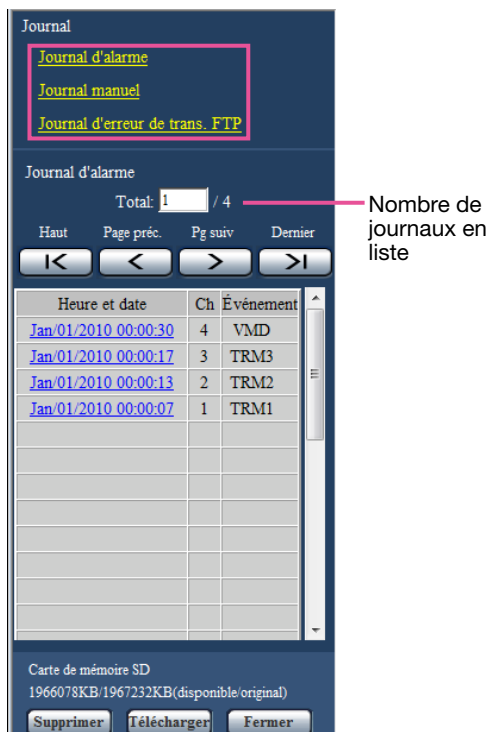 Journal
Journal d'alarme
Journal manuel
Journal d'erreur de trans. FTP
Journal d'alarme
Total: 1 / 4
Nombre de
journaux en
liste
Haut Page préc. Pg suiv Dernier
Heure et date Ch Événement
Jan/01/2010 00:00:30 4 VMD
Jan/01/2010 00:00:17 3 TRM3
Jan/01/2010 00:00:13 2 TRM2
Jan/01/2010 00:00:07 1 TRM1
Carte de mémoire SD
1966078KB/1967232KB(disponible/original)
Supprimer Télécharger Fermer